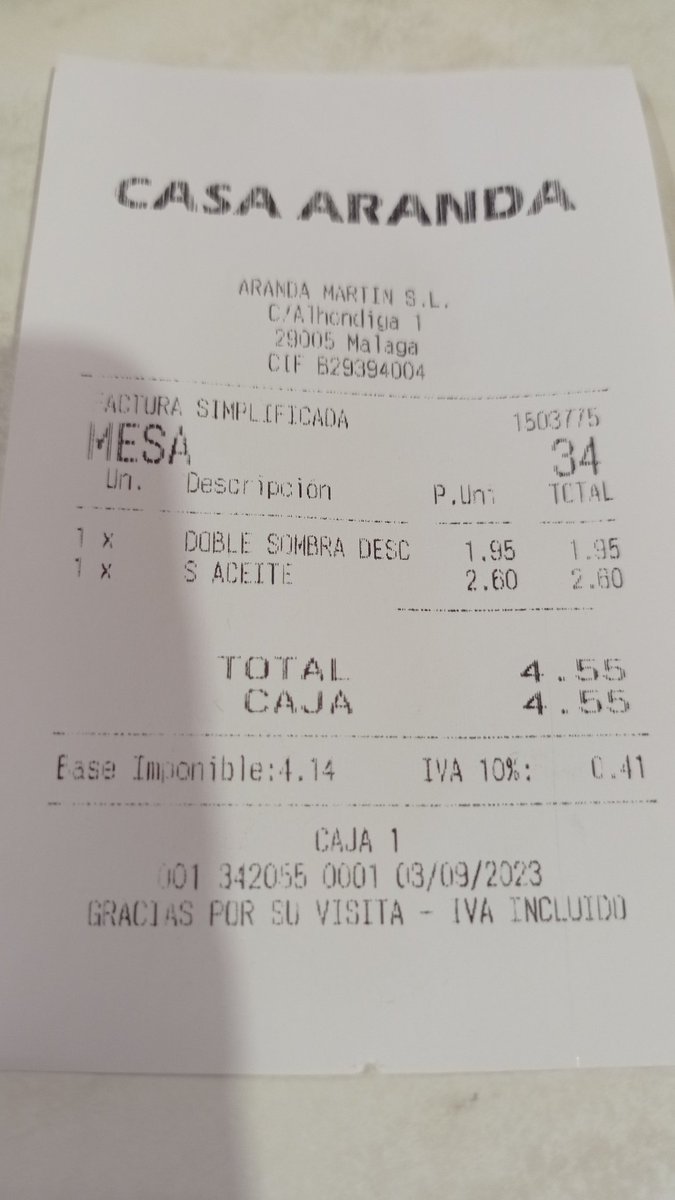 CASA ARANDA
ARANDA MARTIN S.L.
C/Alhondiga 1
29005 Malaga
CIF B29394004
FACTURA SIMPLIFICADA 1503775
MESA 34
Un. Descripción P.Uni TOTAL
1 x DOBLE SOMBRA DESC 1.95 1.95
1 x S ACEITE 2.60 2.60
TOTAL 4.55
CAJA 4.55
Base Imponible:4.14 IVA 10%: 0.41
CAJA 1
001 342055 0001 03/09/2023
GRACIAS POR SU VISITA - IVA INCLUIDO